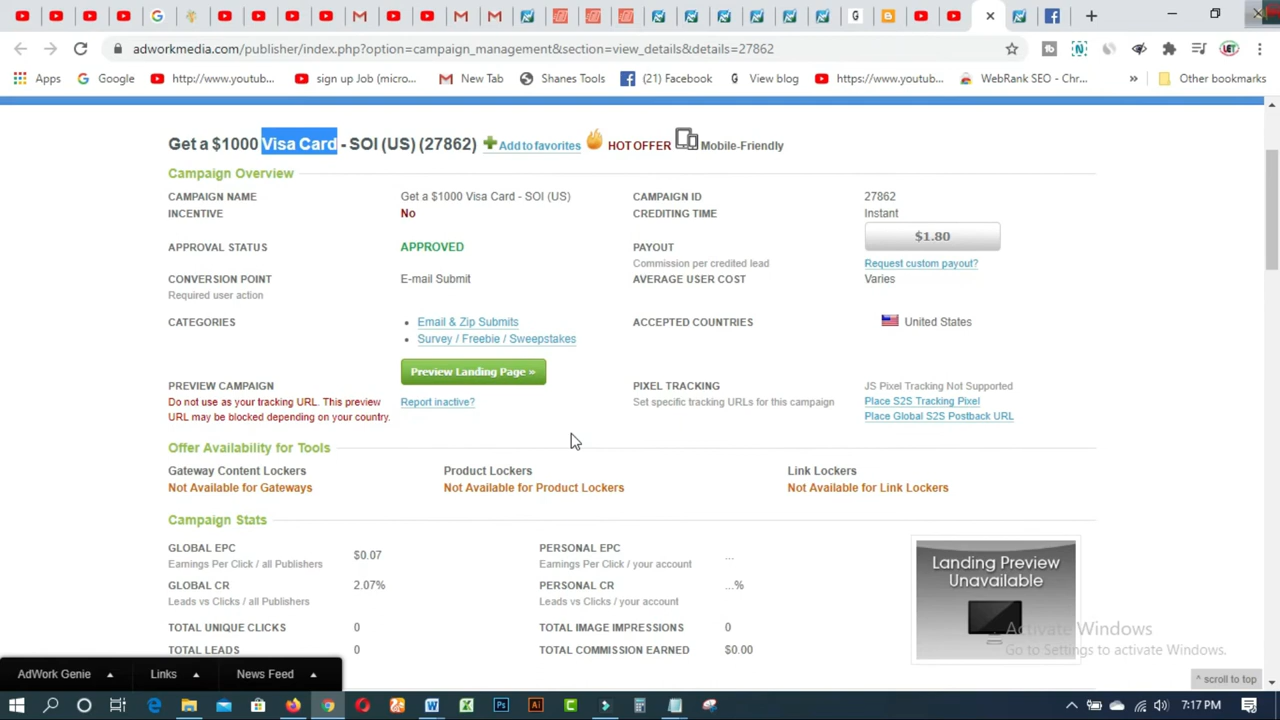 adworkmedia.com/publisher/index.php?option=campaign_management&section=view_details&details=27862
Apps
Google
http://www.youtub...
sign up Job (micro...
New Tab
Shanes Tools
(21) Facebook
View blog
https://www.youtu...
WebRank SEO - Chr...
»
Other bookmarks
Get a $1000 Visa Card - SOI (US) (27862) Add to favorites HOT OFFER Mobile-Friendly
Campaign Overview
CAMPAIGN NAME Get a $1000 Visa Card - SOI (US) CAMPAIGN ID 27862
INCENTIVE No CREDITING TIME Instant
APPROVAL STATUS APPROVED PAYOUT $1.80
Commission per credited lead Request custom payout?
CONVERSION POINT E-mail Submit AVERAGE USER COST Varies
Required user action
CATEGORIES Email & Zip Submits ACCEPTED COUNTRIES United States
Survey / Freebie / Sweepstakes
Preview Landing Page »
PREVIEW CAMPAIGN PIXEL TRACKING JS Pixel Tracking Not Supported
Do not use as your tracking URL. This preview Report inactive? Set specific tracking URLs for this campaign Place S2S Tracking Pixel
URL may be blocked depending on your country. Place Global S2S Postback URL
Offer Availability for Tools
Gateway Content Lockers Product Lockers Link Lockers
Not Available for Gateways Not Available for Product Lockers Not Available for Link Lockers
Campaign Stats
GLOBAL EPC $0.07 PERSONAL EPC ...
Earnings Per Click / all Publishers Earnings Per Click / your account
GLOBAL CR 2.07% PERSONAL CR ...%
Leads vs Clicks / all Publishers Leads vs Clicks / your account
TOTAL UNIQUE CLICKS 0 TOTAL IMAGE IMPRESSIONS 0
TOTAL LEADS 0 TOTAL COMMISSION EARNED $0.00
Landing Preview
Unavailable
Activate Windows
Go to Settings to activate Windows.
AdWork Genie Links News Feed
^ scroll to top
7:17 PM